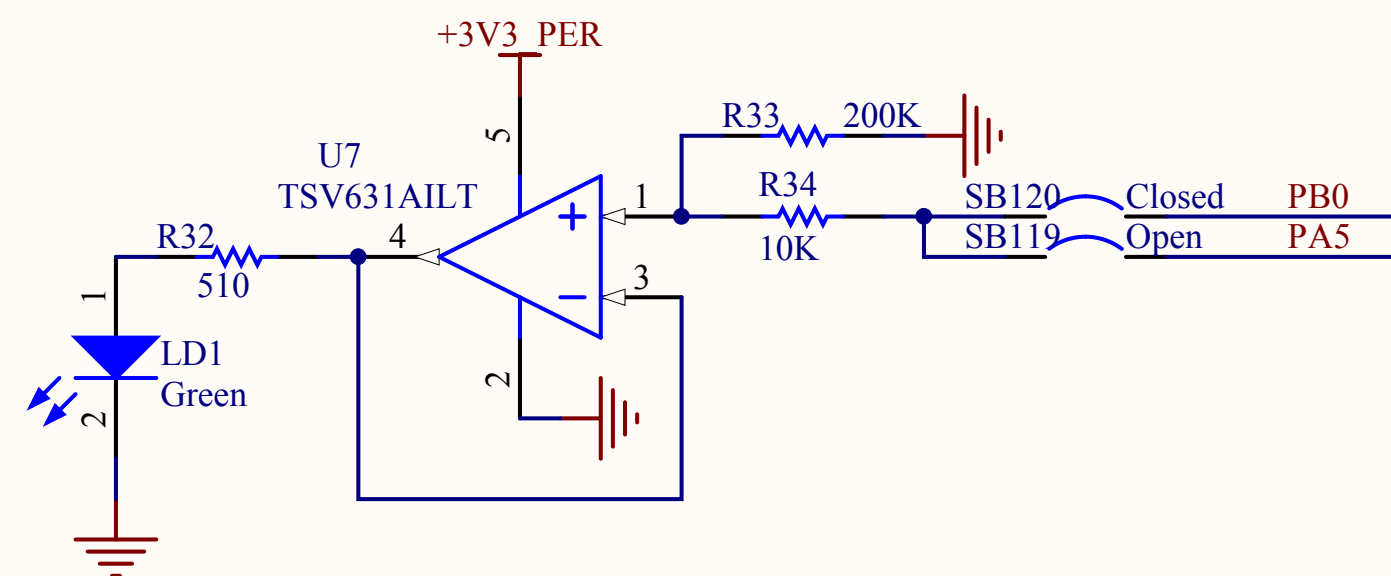 +3V3_PER
5
U7
TSV631AILT
R33
200K
1
R34
10K
SB120
Closed
PB0
SB119
Open
PA5
R32
510
4
+
3
−
2
1
LD1
Green
2